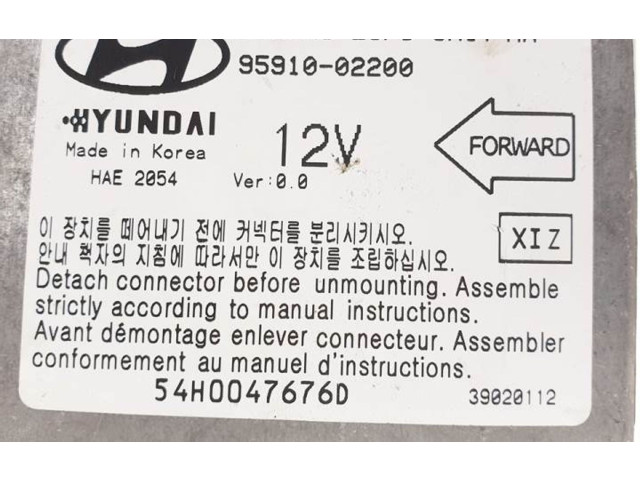 95910-02200
HYUNDAI
12V
FORWARD
Made in Korea
HAE 2054
Ver:0.0
XIZ
이 장치를 떼어내기 전에 커넥터를 분리시키시오.
안내 책자의 지침에 따라서만 이 장치를 조립하십시오.
Detach connector before unmounting. Assemble
strictly according to manual instructions.
Avant démontage enlever connecteur. Assembler
conformement au manuel d'instructions.
54H0047676D
39020112